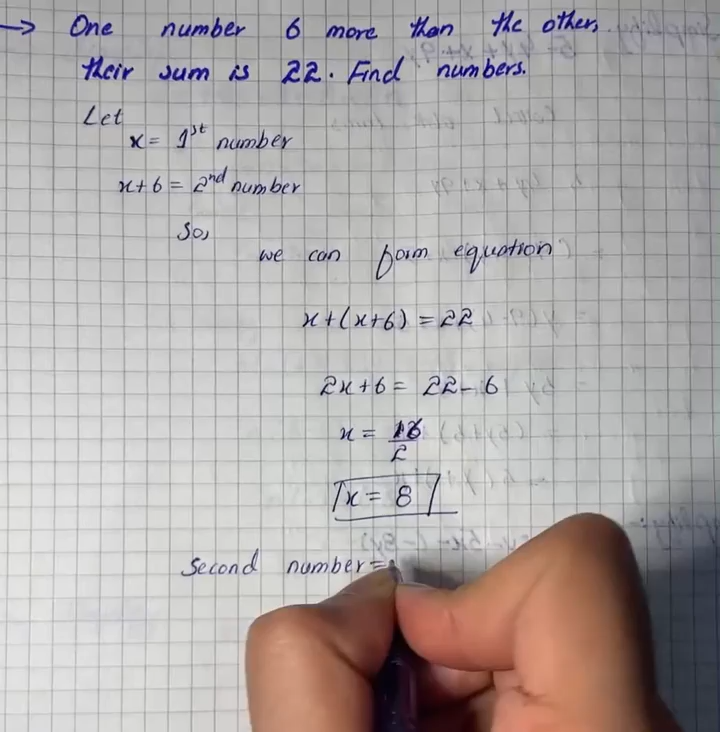 → One number 6 more than the other,
their sum is 22. Find numbers.
Let
x = 1st number
x+6 = 2nd number
So,
we can form equation
x+(x+6) = 22
2x+6 = 22-6
x = 16/2
x = 8
Second number =